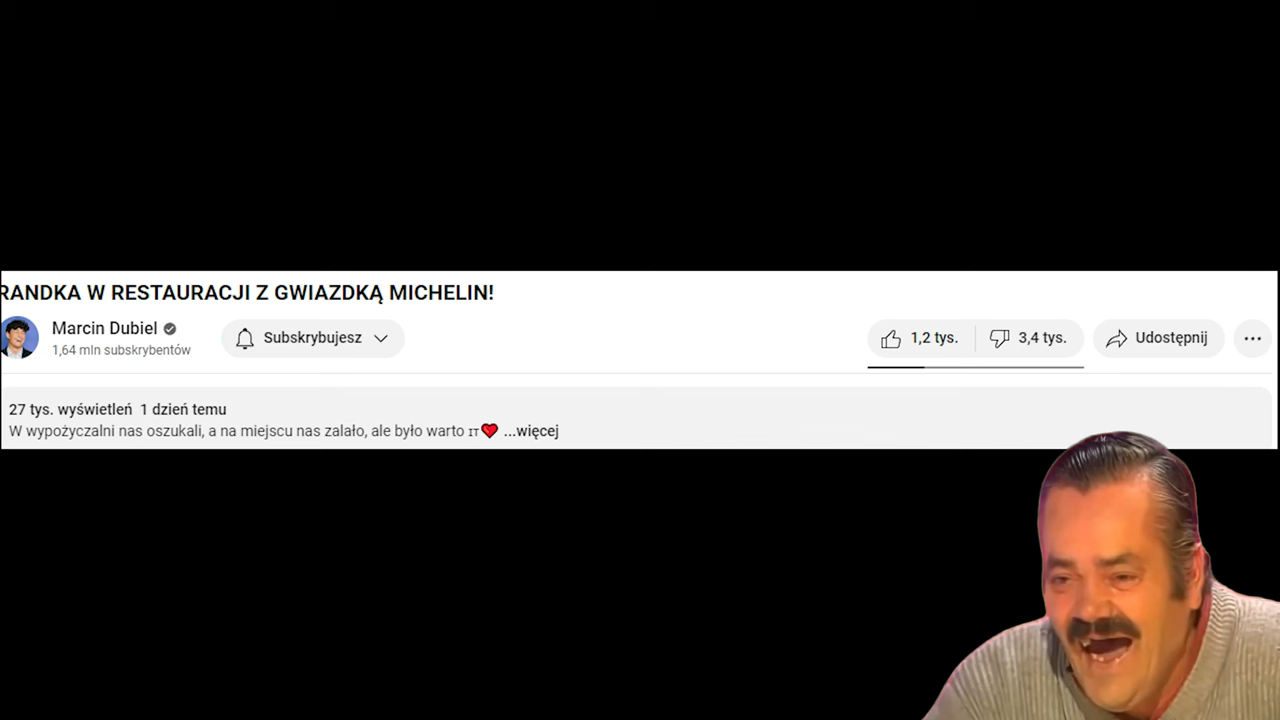 RANDKA W RESTAURACJI Z GWIAZDKĄ MICHELIN!
Marcin Dubiel
1,64 mln subskrybentów
Subskrybujesz
1,2 tys.
3,4 tys.
Udostępnij
27 tys. wyświetleń 1 dzień temu
W wypożyczalni nas oszukali, a na miejscu nas zalało, ale było warto ɪᴛ❤️ ...więcej